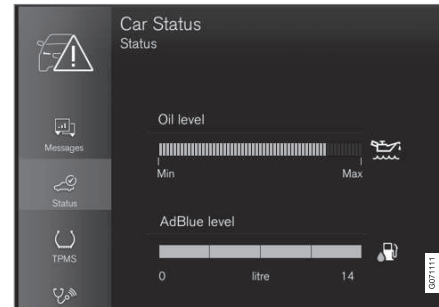 Car Status
Status
Messages
Status
TPMS
Oil level
Min Max
AdBlue level
0 litre 14
G071111